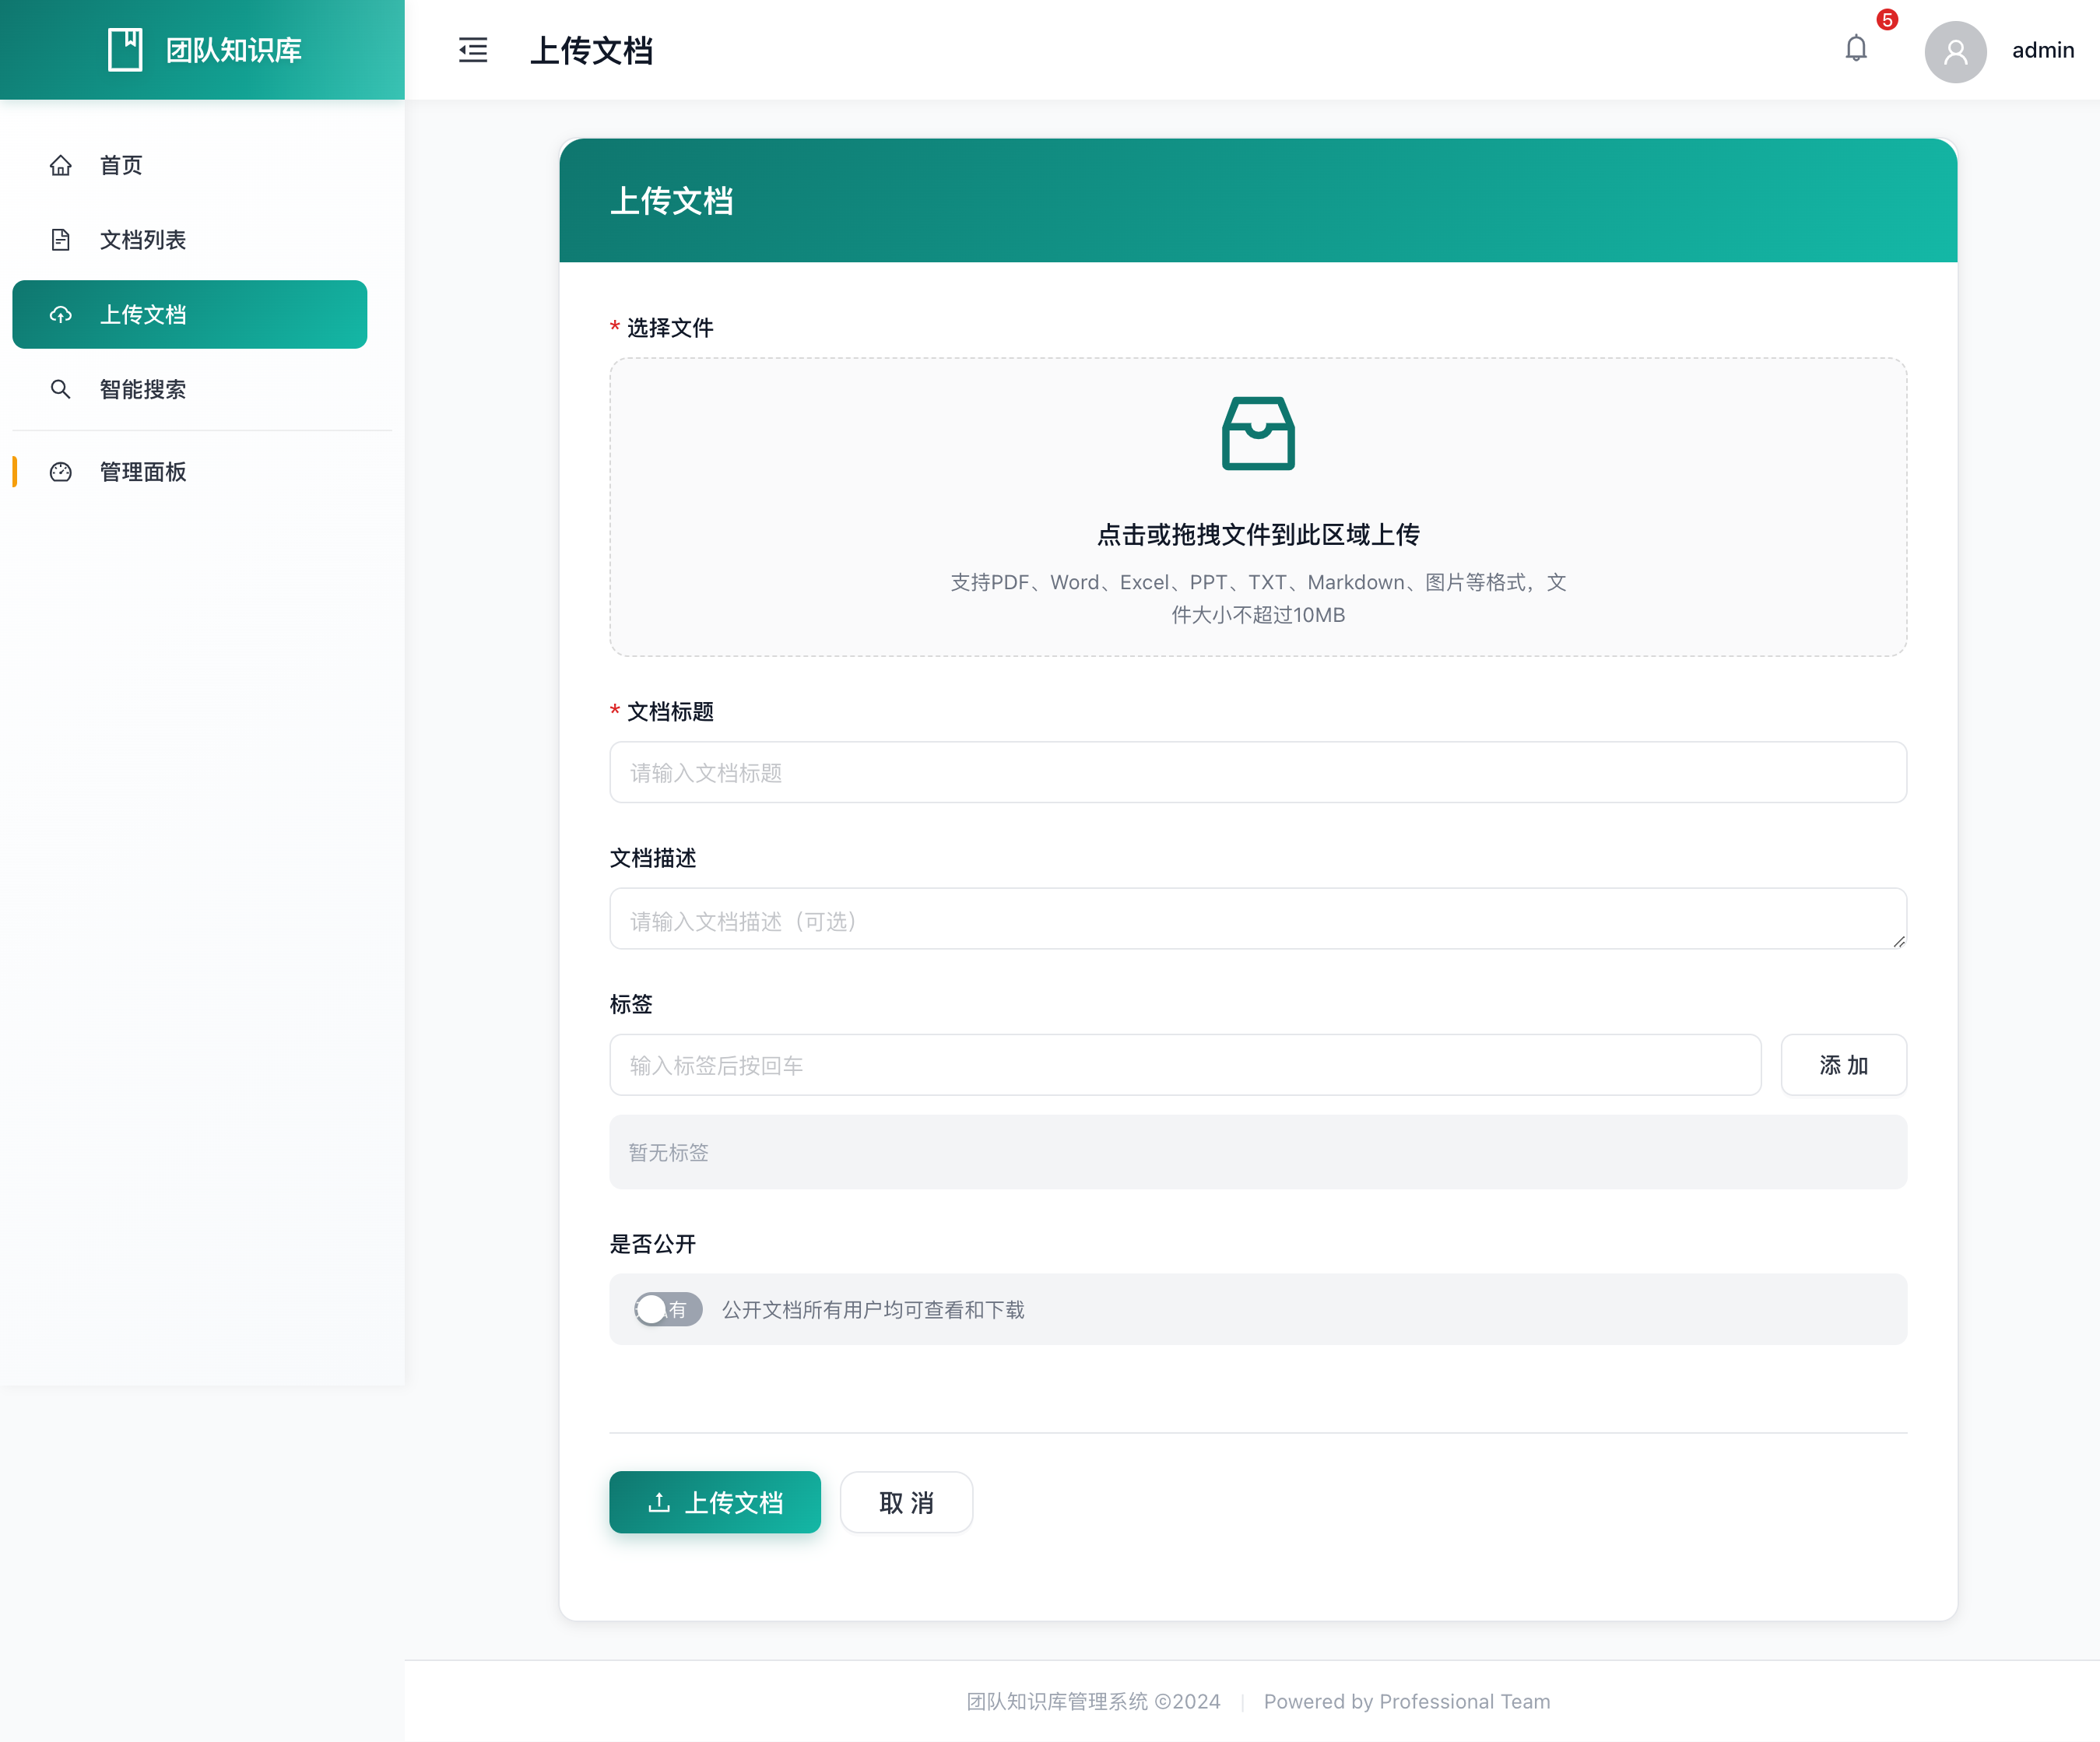 团队知识库
上传文档
5
admin
首页
文档列表
上传文档
智能搜索
管理面板
上传文档
* 选择文件
点击或拖拽文件到此区域上传
支持PDF、Word、Excel、PPT、TXT、Markdown、图片等格式，文
件大小不超过10MB
* 文档标题
请输入文档标题
文档描述
请输入文档描述（可选）
标签
输入标签后按回车
添 加
暂无标签
是否公开
有 公开文档所有用户均可查看和下载
上传文档
取 消
团队知识库管理系统 ©2024 | Powered by Professional Team